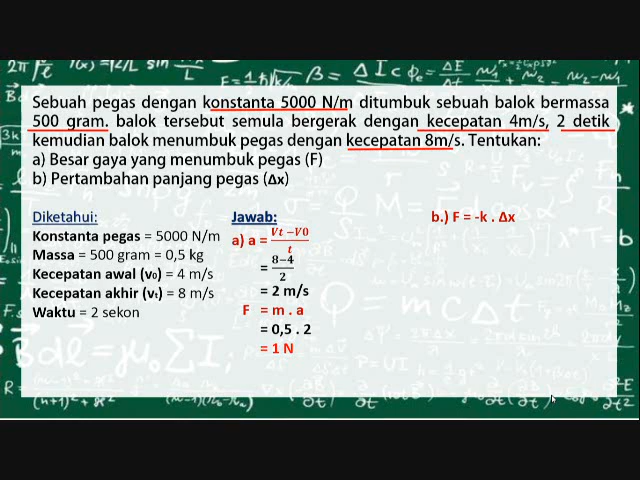 Sebuah pegas dengan konstanta 5000 N/m ditumbuk sebuah balok bermassa
500 gram. balok tersebut semula bergerak dengan kecepatan 4m/s, 2 detik
kemudian balok menumbuk pegas dengan kecepatan 8m/s. Tentukan:
a) Besar gaya yang menumbuk pegas (F)
b) Pertambahan panjang pegas (Δx)
Diketahui:
Konstanta pegas = 5000 N/m
Massa = 500 gram = 0,5 kg
Kecepatan awal (v₀) = 4 m/s
Kecepatan akhir (vₜ) = 8 m/s
Waktu = 2 sekon
Jawab:
a) a = Vt −V0
t
= 8−4
2
= 2 m/s
F = m . a
= 0,5 . 2
= 1 N
b.) F = -k . Δx